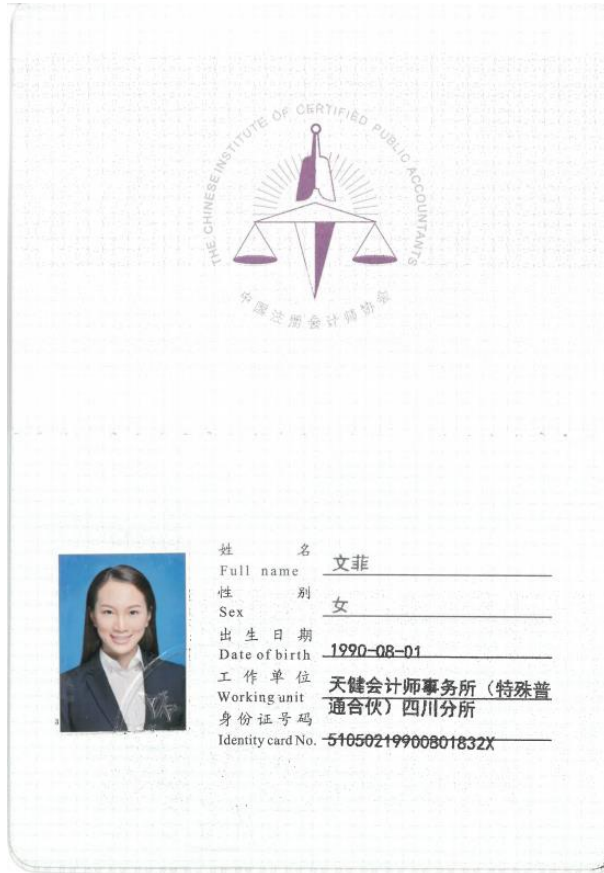 THE CHINESE INSTITUTE OF CERTIFIED PUBLIC ACCOUNTANTS
中国注册会计师协会
姓 名
Full name 文菲
性 别
Sex 女
出生日期
Date of birth 1990-08-01
工作单位 天健会计师事务所（特殊普
Working unit 通合伙）四川分所
身份证号码
Identity card No. 51050219900801832X